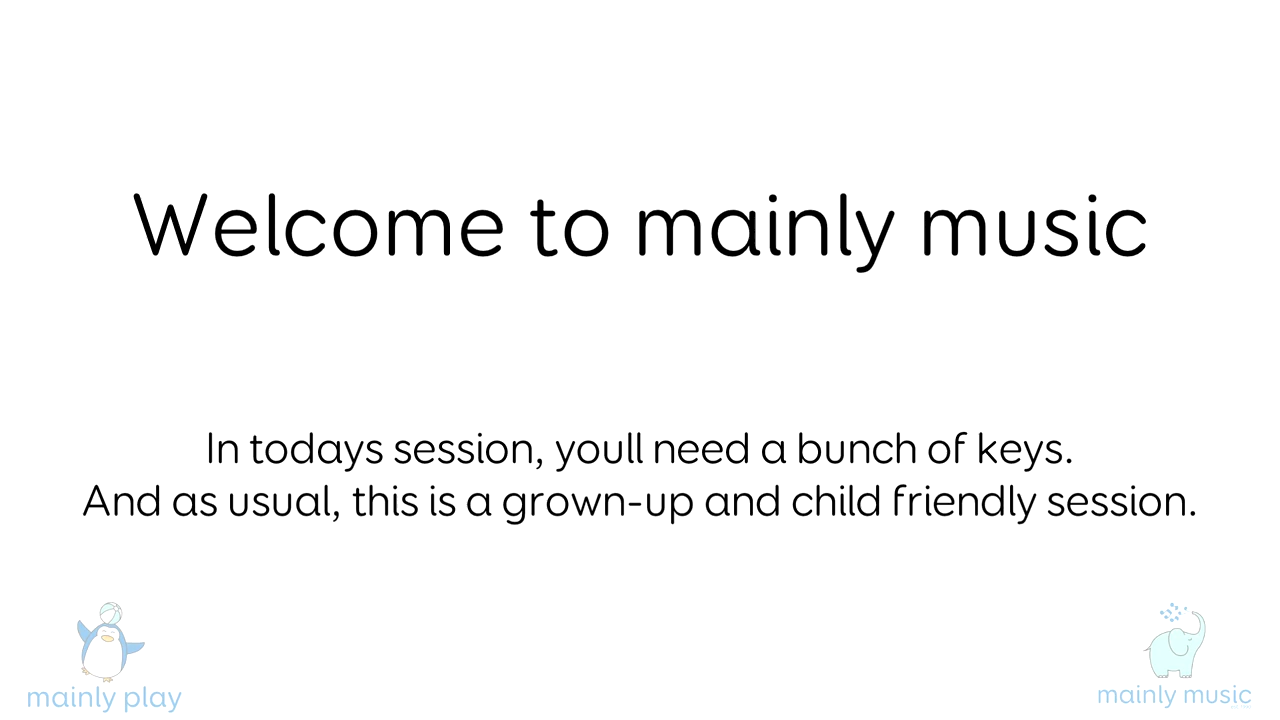 Welcome to mainly music
In todays session, youll need a bunch of keys.
And as usual, this is a grown-up and child friendly session.
mainly play
mainly music